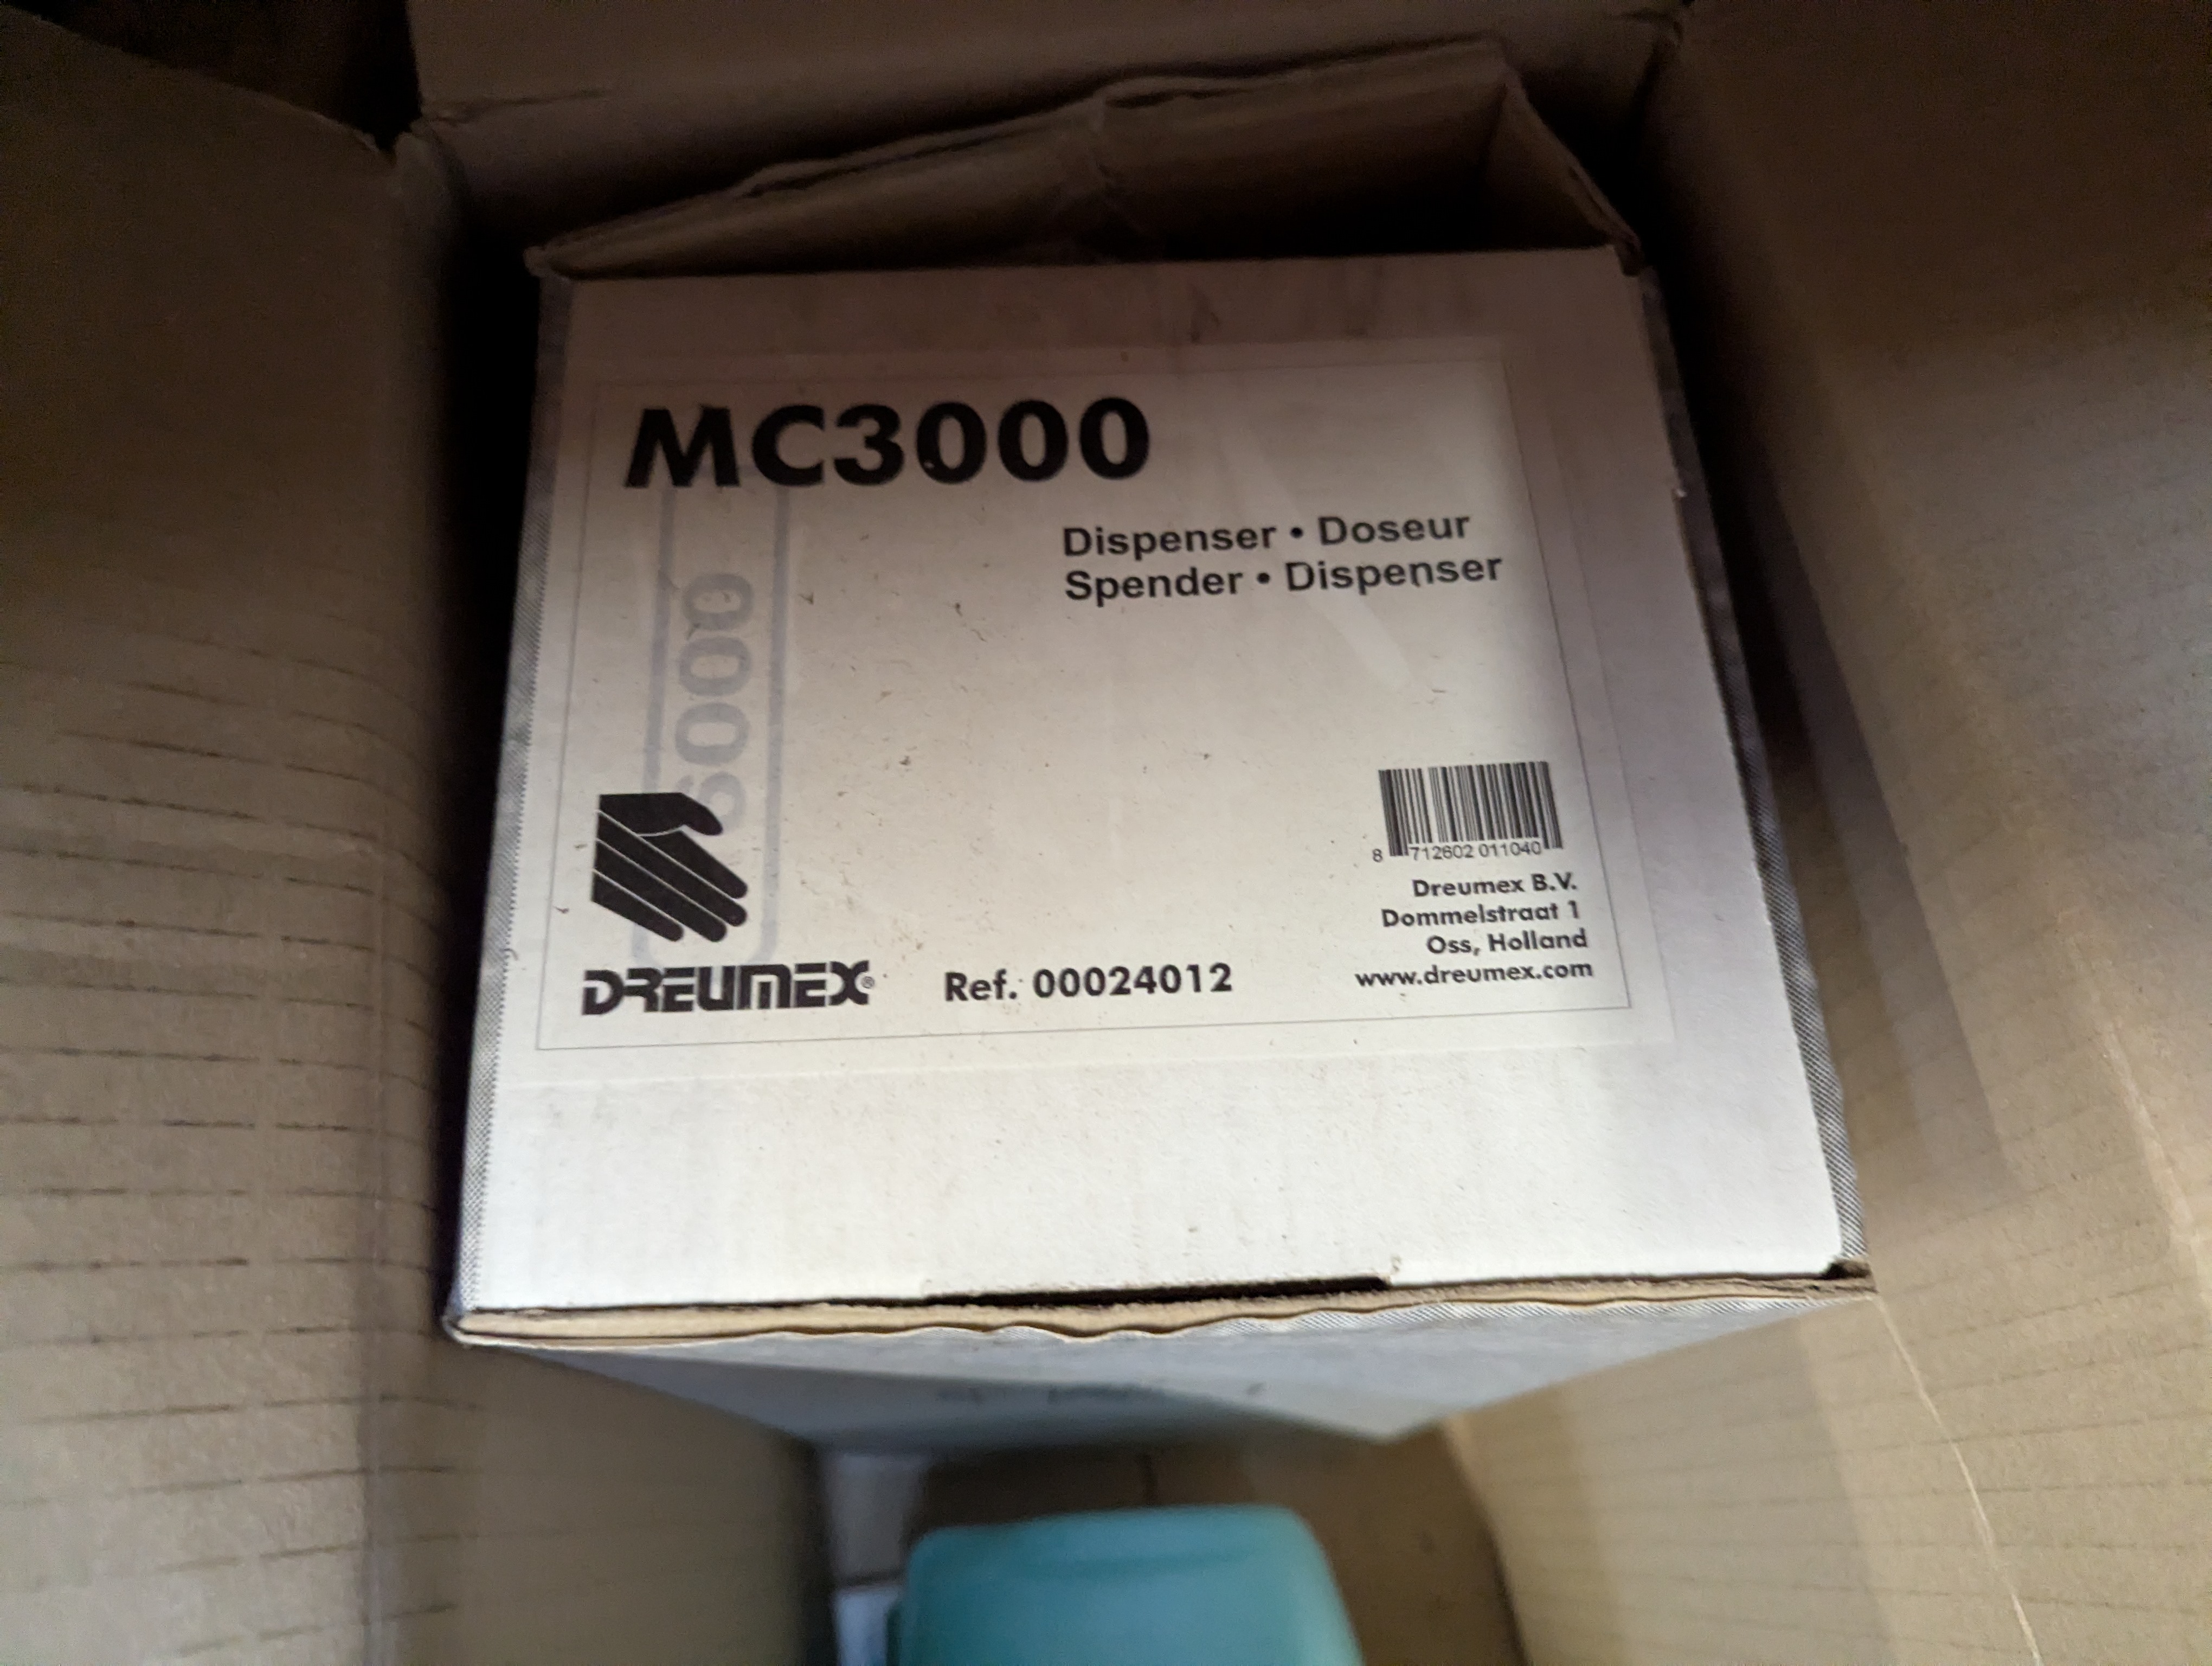 MC3000
Dispenser • Doseur
Spender • Dispenser
8 712602 011040
Dreumex B.V.
Dommelstraat 1
Oss, Holland
www.dreumex.com
DREUMEX®
Ref. 00024012